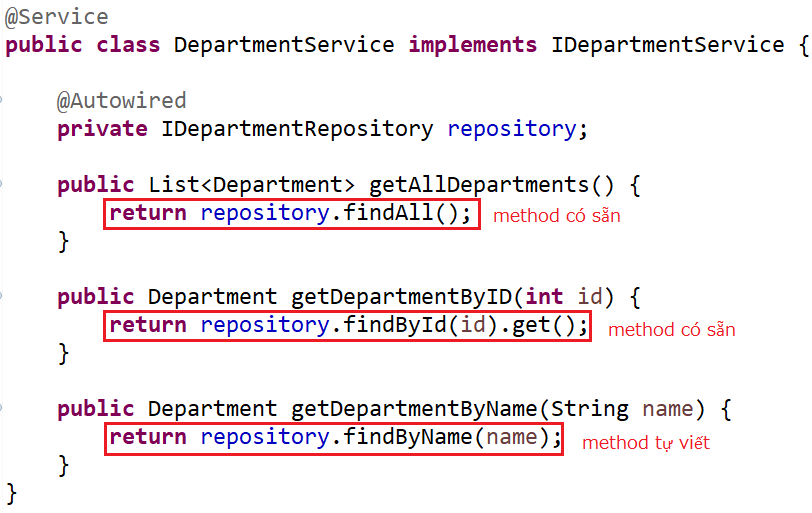 @Service
public class DepartmentService implements IDepartmentService {
@Autowired
private IDepartmentRepository repository;
public List<Department> getAllDepartments() {
return repository.findAll(); method có sẵn
}
public Department getDepartmentByID(int id) {
return repository.findById(id).get(); method có sẵn
}
public Department getDepartmentByName(String name) {
return repository.findByName(name); method tự viết
}
}